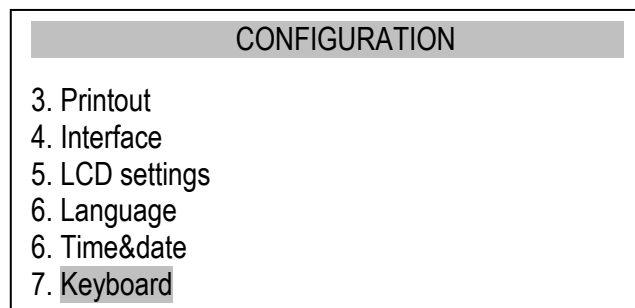 CONFIGURATION
3. Printout
4. Interface
5. LCD settings
6. Language
6. Time&date
7. Keyboard